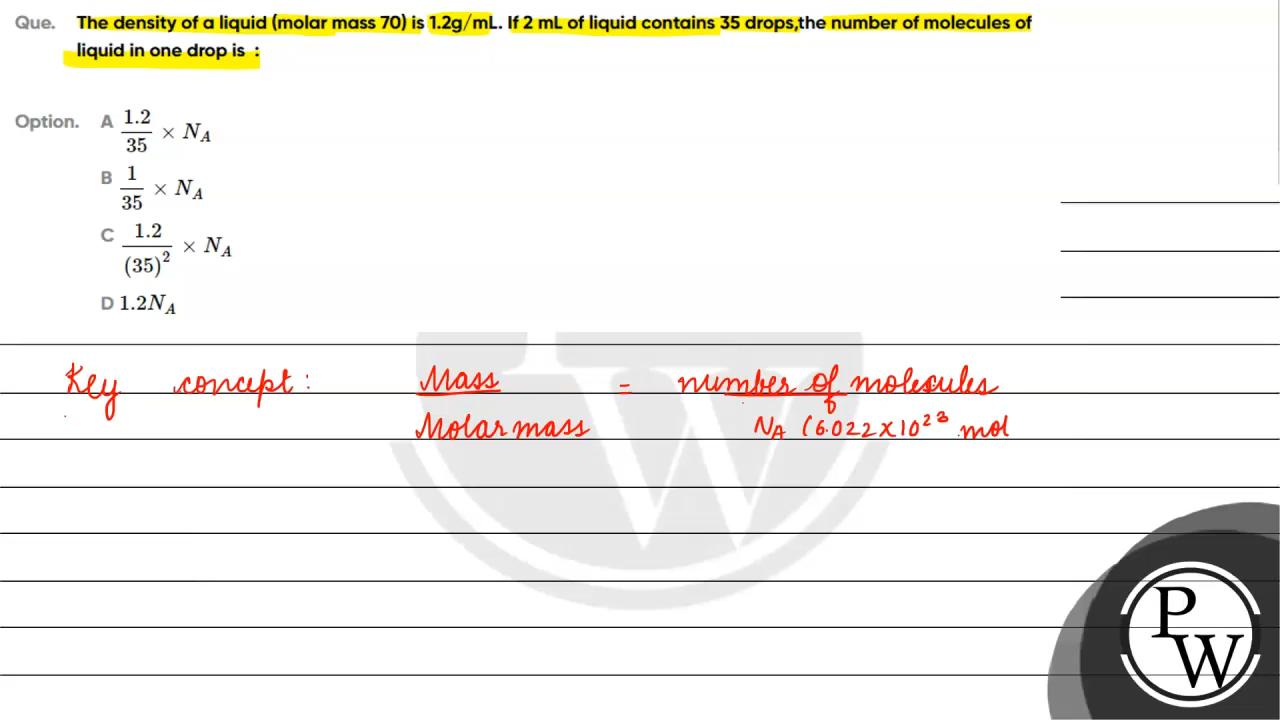 Que. The density of a liquid (molar mass 70) is 1.2g/mL. If 2 mL of liquid contains 35 drops,the number of molecules of
liquid in one drop is :
Option. A 1.2/35 × N_A
B 1/35 × N_A
C 1.2/(35)² × N_A
D 1.2N_A
Key concept : Mass/Molar mass = number of molecules/N_A (6.022×10²³ mol
P
W